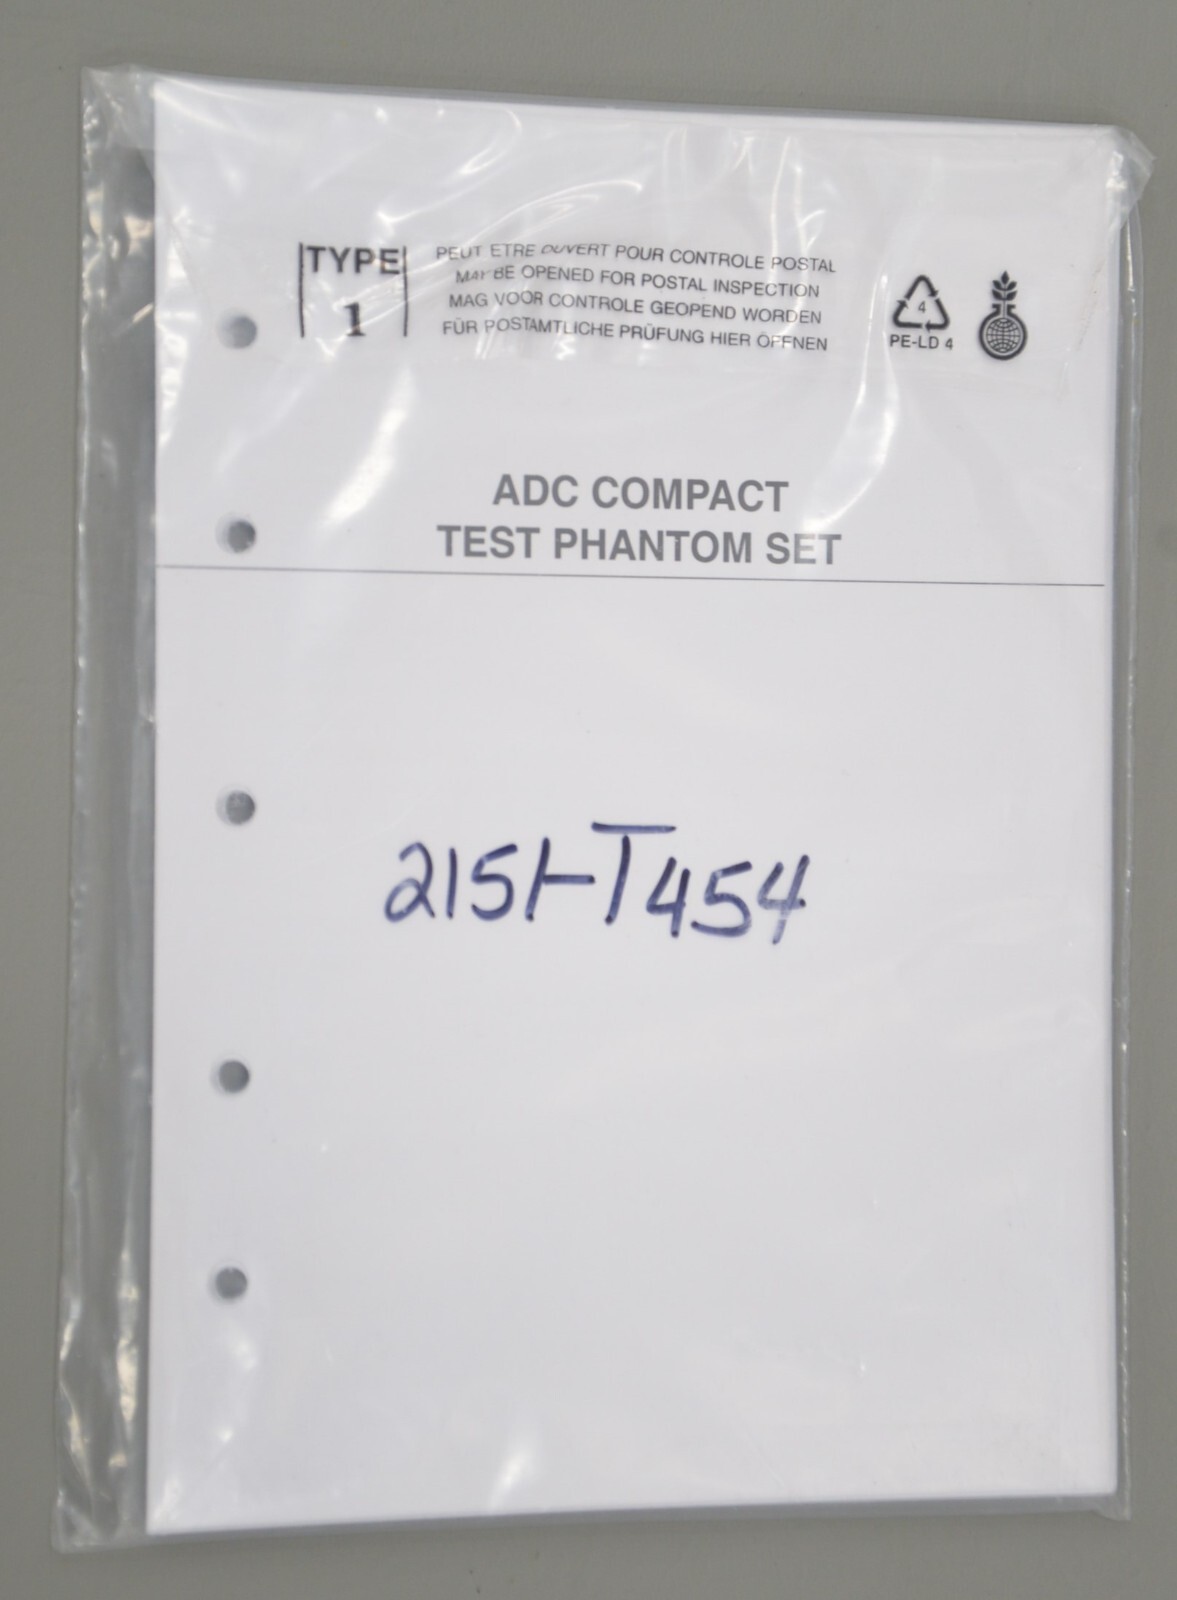 TYPE
1
PEUT ETRE OUVERT POUR CONTROLE POSTAL
MAY BE OPENED FOR POSTAL INSPECTION
MAG VOOR CONTROLE GEOPEND WORDEN
FÜR POSTAMTLICHE PRÜFUNG HIER ÖFFENEN
4
PE-LD 4
ADC COMPACT
TEST PHANTOM SET
2151-T454